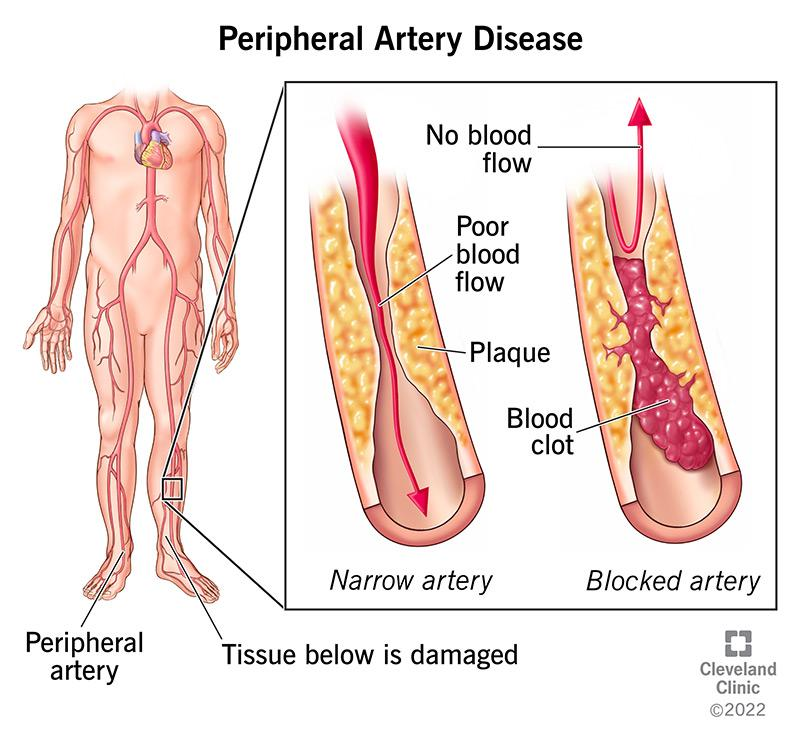 Peripheral Artery Disease
No blood
flow
Poor
blood
flow
Plaque
Blood
clot
Narrow artery
Blocked artery
Peripheral
artery
Tissue below is damaged
Cleveland
Clinic
©2022